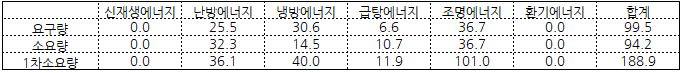 신재생에너지 난방에너지 냉방에너지 급탕에너지 조명에너지 환기에너지 합계
요구량 0.0 25.5 30.6 6.6 36.7 0.0 99.5
소요량 0.0 32.3 14.5 10.7 36.7 0.0 94.2
1차소요량 0.0 36.1 40.0 11.9 101.0 0.0 188.9